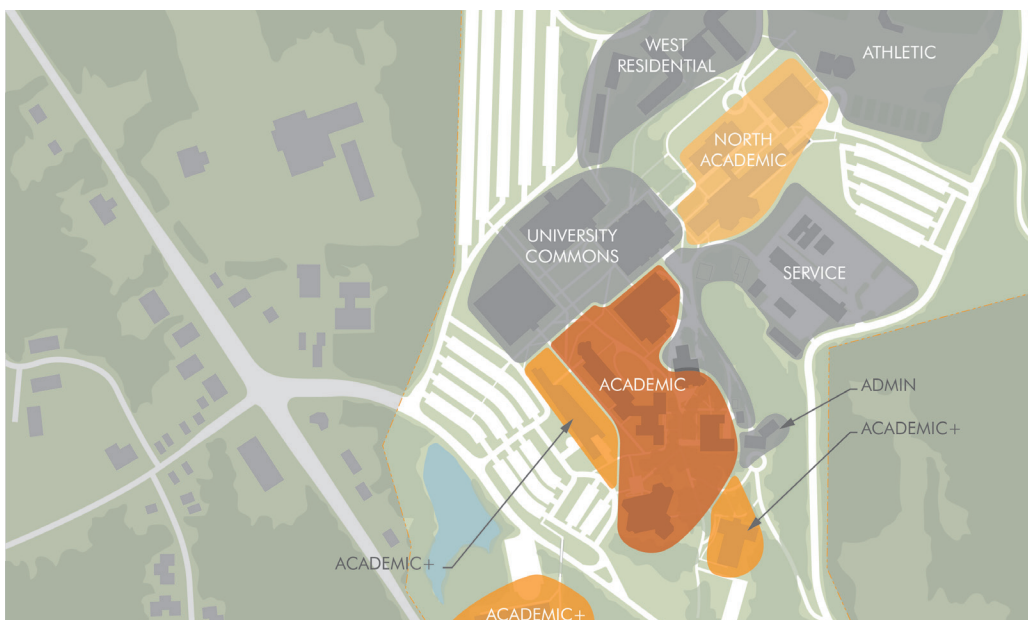 WEST
RESIDENTIAL
ATHLETIC
NORTH
ACADEMIC
UNIVERSITY
COMMONS
SERVICE
ACADEMIC
ADMIN
ACADEMIC+
ACADEMIC+
ACADEMIC+